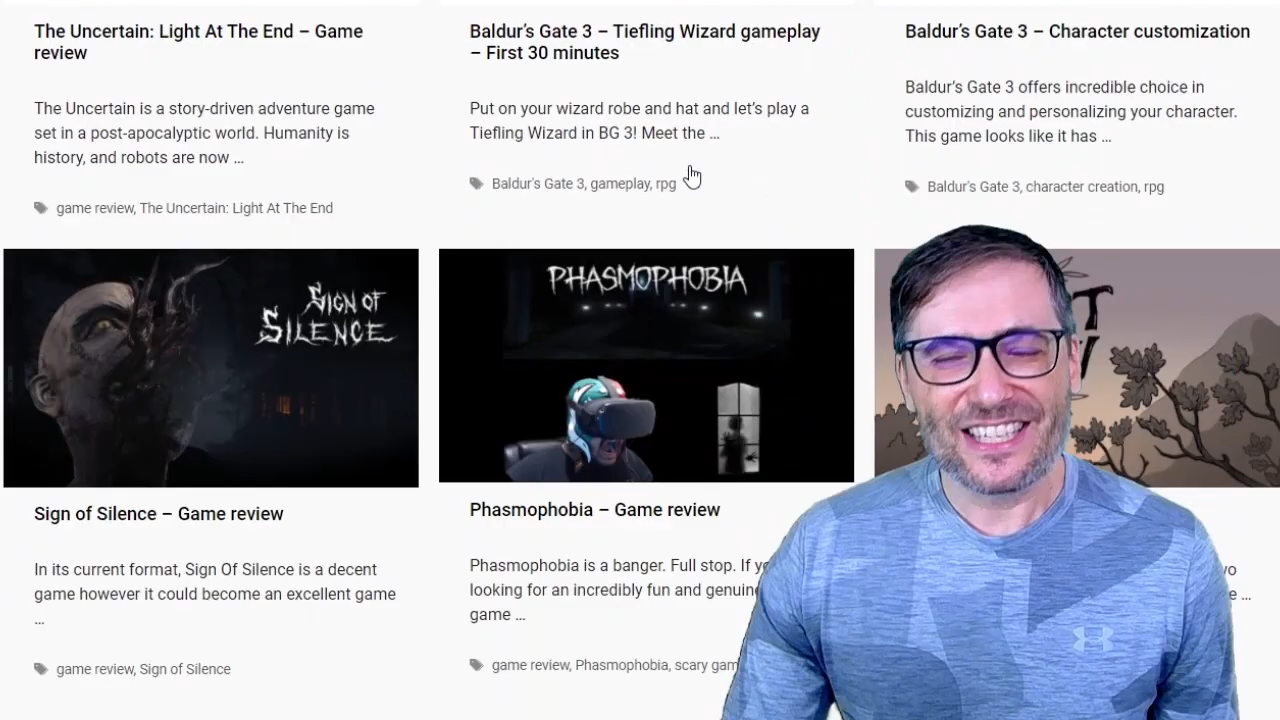 The Uncertain: Light At The End – Game
review
The Uncertain is a story-driven adventure game
set in a post-apocalyptic world. Humanity is
history, and robots are now ...
game review, The Uncertain: Light At The End
Baldur's Gate 3 – Tiefling Wizard gameplay
– First 30 minutes
Put on your wizard robe and hat and let's play a
Tiefling Wizard in BG 3! Meet the ...
Baldur's Gate 3, gameplay, rpg
Baldur's Gate 3 – Character customization
Baldur's Gate 3 offers incredible choice in
customizing and personalizing your character.
This game looks like it has ...
Baldur's Gate 3, character creation, rpg
SIGN OF
SILENCE
Sign of Silence – Game review
In its current format, Sign Of Silence is a decent
game however it could become an excellent game
...
game review, Sign of Silence
PHASMOPHOBIA
Phasmophobia – Game review
Phasmophobia is a banger. Full stop. If
looking for an incredibly fun and
game ...
game review, Phasmophobia, scary